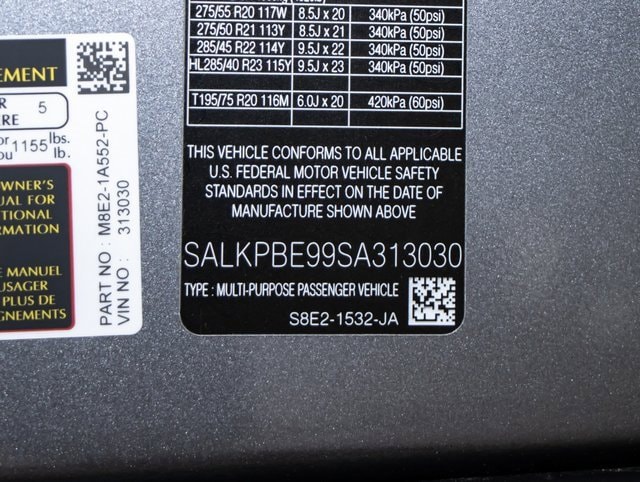 275/55 R20 117W 8.5J x 20 340kPa (50psi)
275/50 R21 113Y 8.5J x 21 340kPa (50psi)
285/45 R22 114Y 9.5J x 22 340kPa (50psi)
HL285/40 R23 115Y 9.5J x 23 340kPa (50psi)
T195/75 R20 116M 6.0J x 20 420kPa (60psi)
THIS VEHICLE CONFORMS TO ALL APPLICABLE
U.S. FEDERAL MOTOR VEHICLE SAFETY
STANDARDS IN EFFECT ON THE DATE OF
MANUFACTURE SHOWN ABOVE
SALKPBE99SA313030
TYPE : MULTI-PURPOSE PASSENGER VEHICLE
S8E2-1532-JA
EMENT
R 5
RE
or 1155 lbs.
ou lb.
OWNER'S
UAL FOR
TIONAL
RMATION
E MANUEL
USAGER
PLUS DE
GNEMENTS
PART NO : M8E2-1A552-PC
VIN NO : 313030